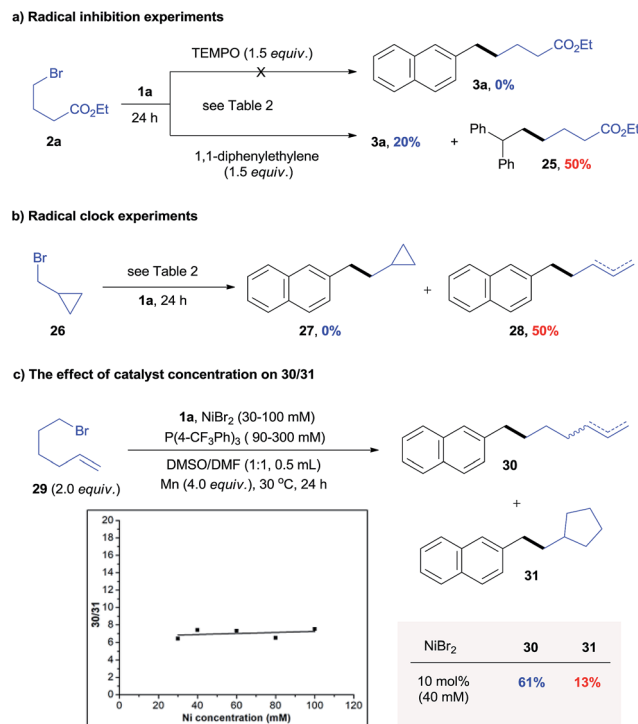 a) Radical inhibition experiments
Br
CO2Et
2a
1a
24 h
TEMPO (1.5 equiv.)
X
see Table 2
1,1-diphenylethylene
(1.5 equiv.)
CO2Et
3a, 0%
3a, 20%
+
Ph
Ph
CO2Et
25, 50%
b) Radical clock experiments
Br
26
see Table 2
1a, 24 h
27, 0%
+
28, 50%
c) The effect of catalyst concentration on 30/31
Br
29 (2.0 equiv.)
1a, NiBr2 (30-100 mM)
P(4-CF3Ph)3 ( 90-300 mM)
DMSO/DMF (1:1, 0.5 mL)
Mn (4.0 equiv.), 30 °C, 24 h
30
+
31
30/31
20
18
16
14
12
10
8
6
4
2
0
0 20 40 60 80 100 120
Ni concentration (mM)
NiBr2 30 31
10 mol% 61% 13%
(40 mM)